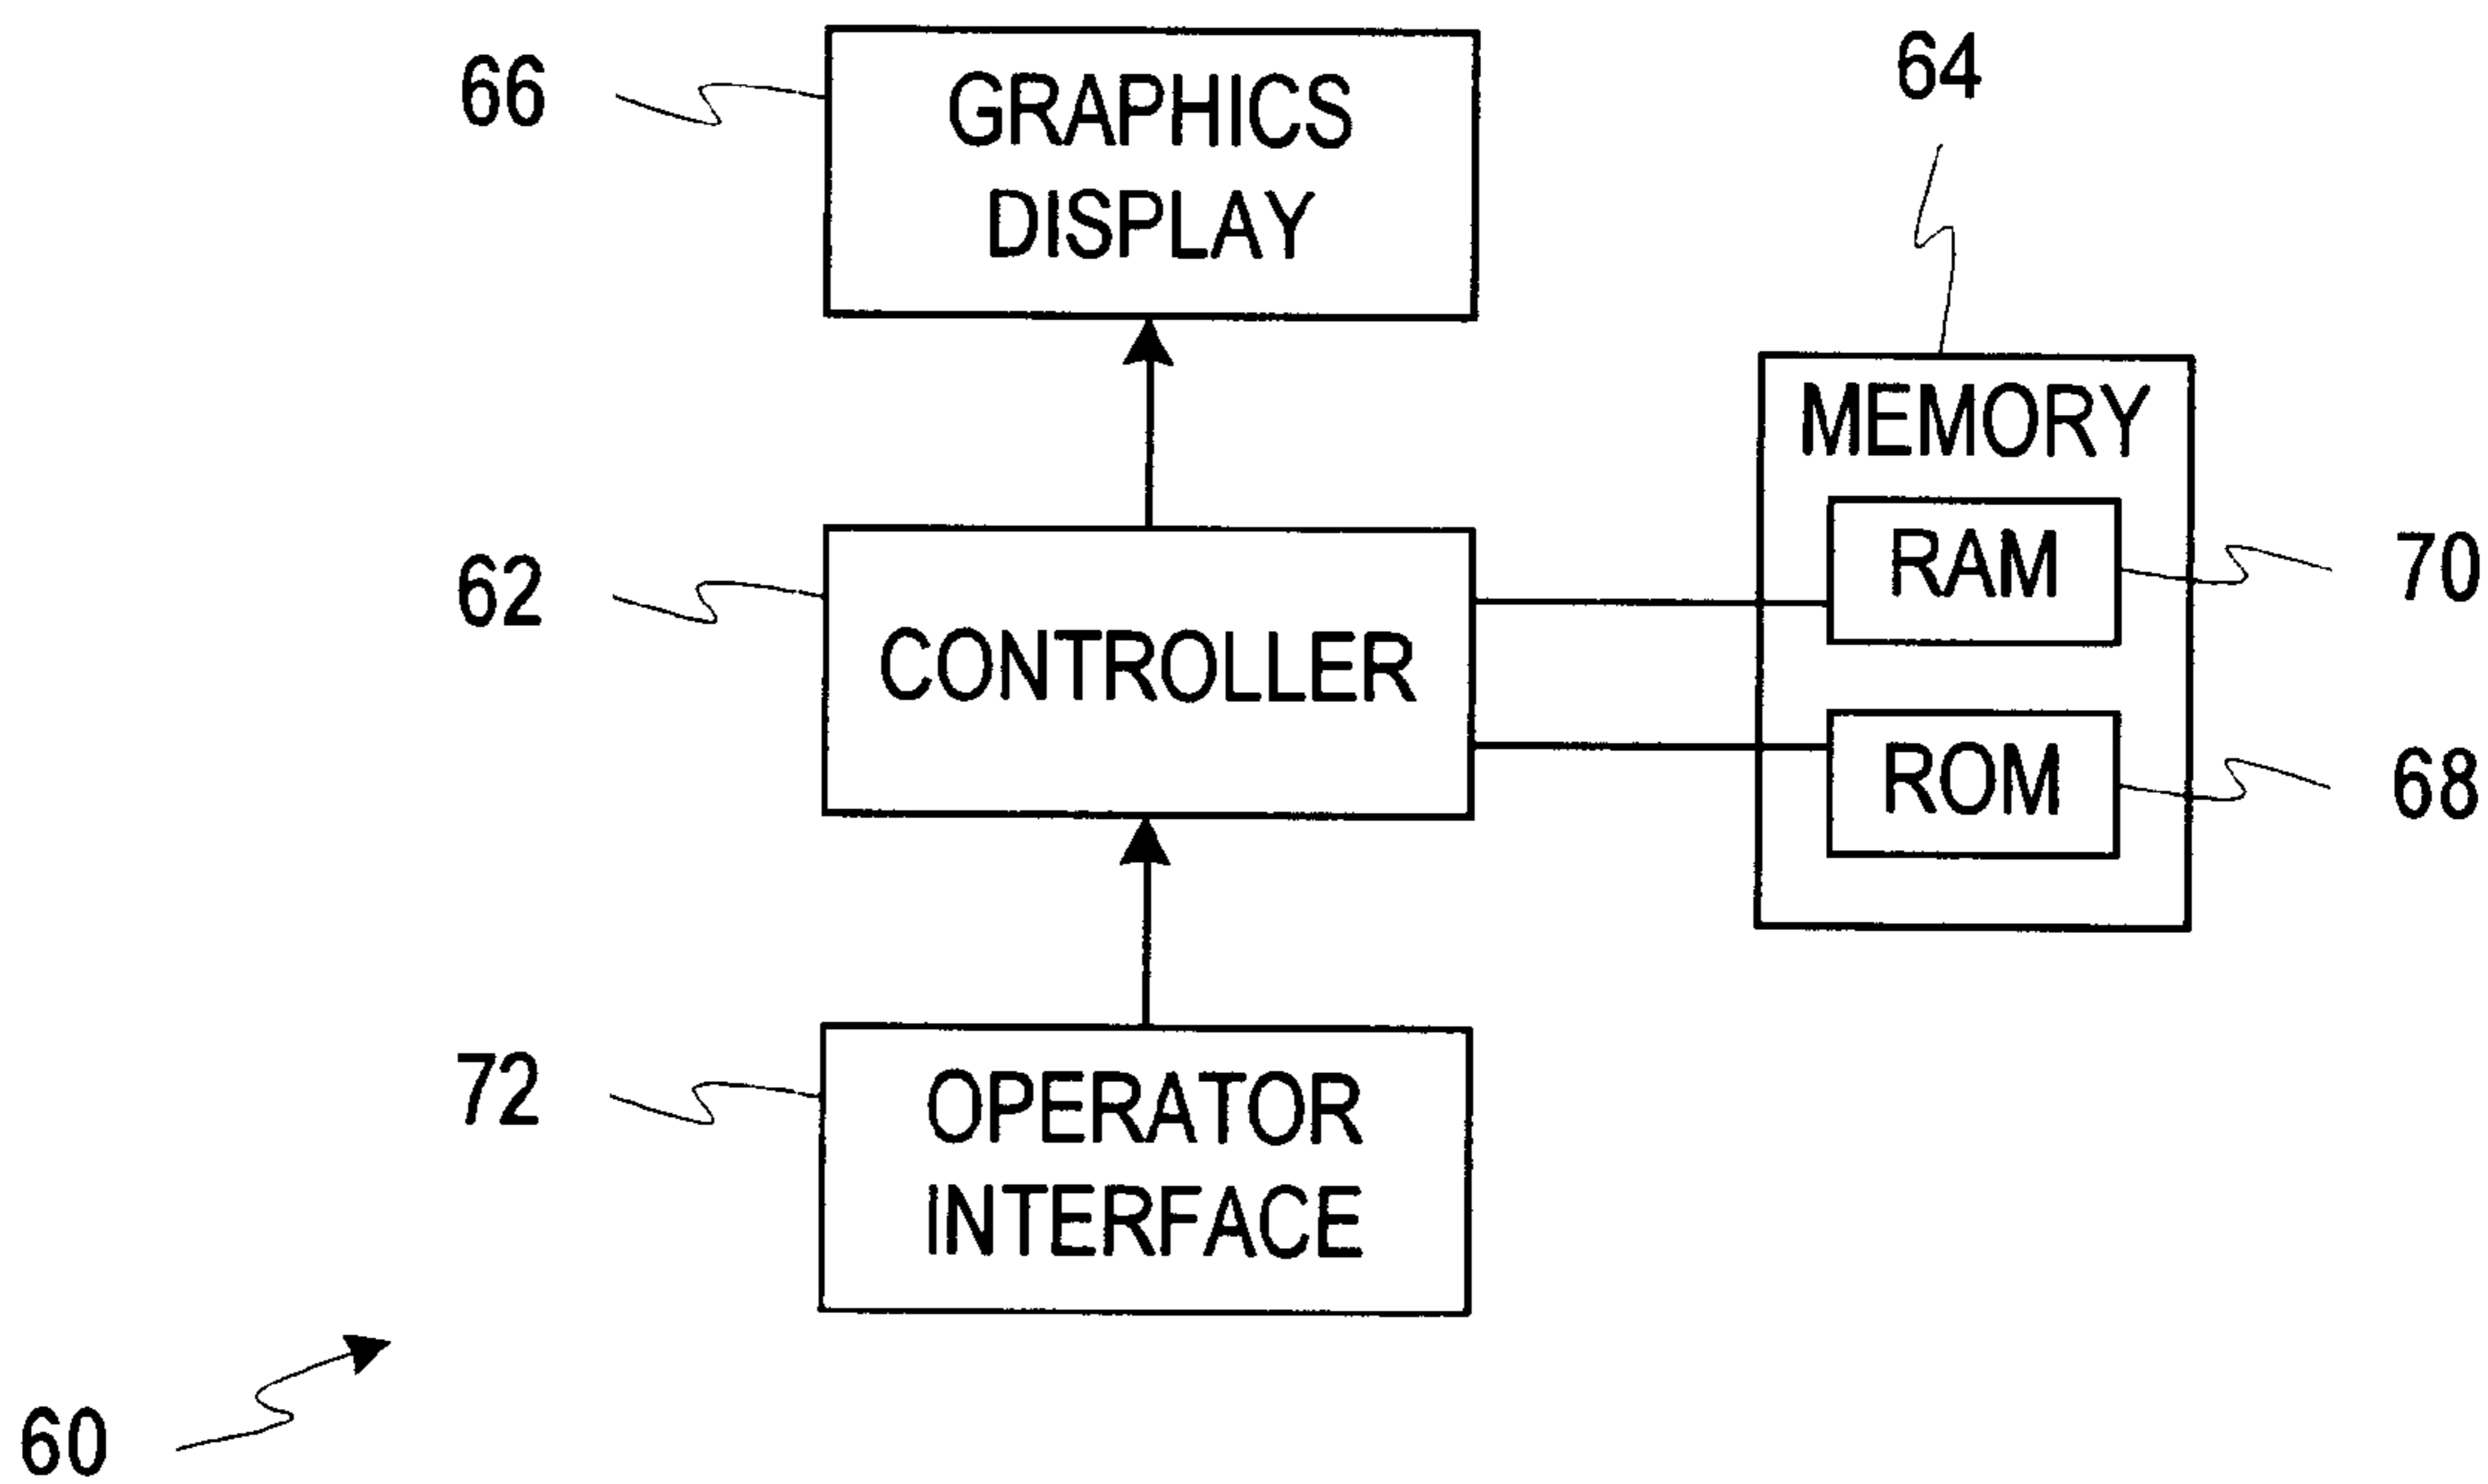 66
GRAPHICS
DISPLAY
64
MEMORY
RAM
70
62
CONTROLLER
ROM
68
72
OPERATOR
INTERFACE
60